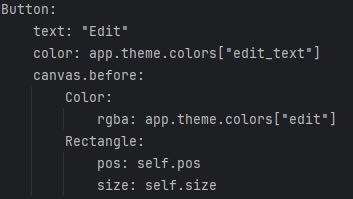 Button:
    text: "Edit"
    color: app.theme.colors["edit_text"]
    canvas.before:
        Color:
            rgba: app.theme.colors["edit"]
        Rectangle:
            pos: self.pos
            size: self.size